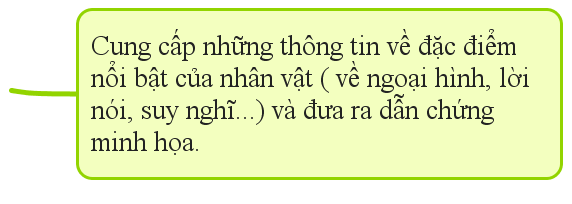 Cung cấp những thông tin về đặc điểm
nổi bật của nhân vật ( về ngoại hình, lời
nói, suy nghĩ...) và đưa ra dẫn chứng
minh họa.